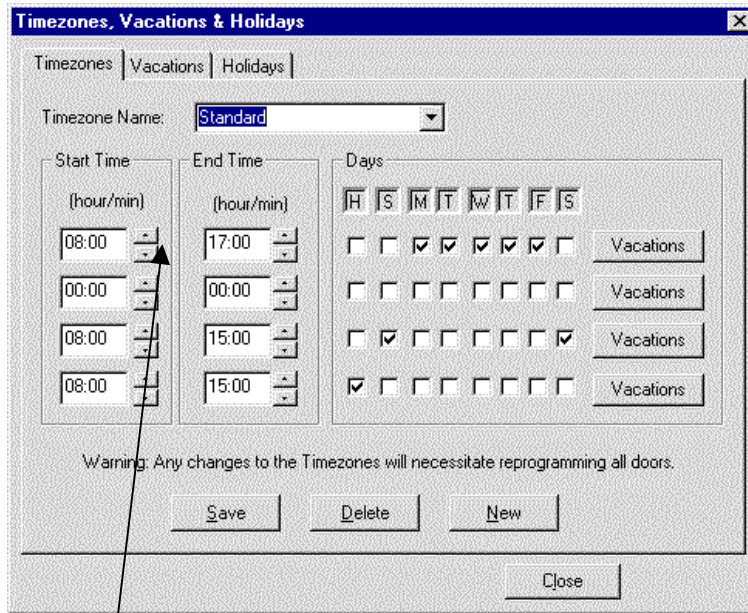 Timezones, Vacations & Holidays
Timezones Vacations Holidays
Timezone Name: Standard
Start Time End Time Days
(hour/min) (hour/min) H S M T W T F S
08:00 17:00 Vacations
00:00 00:00 Vacations
08:00 15:00 Vacations
08:00 15:00 Vacations
Warning: Any changes to the Timezones will necessitate reprogramming all doors.
Save Delete New
Close